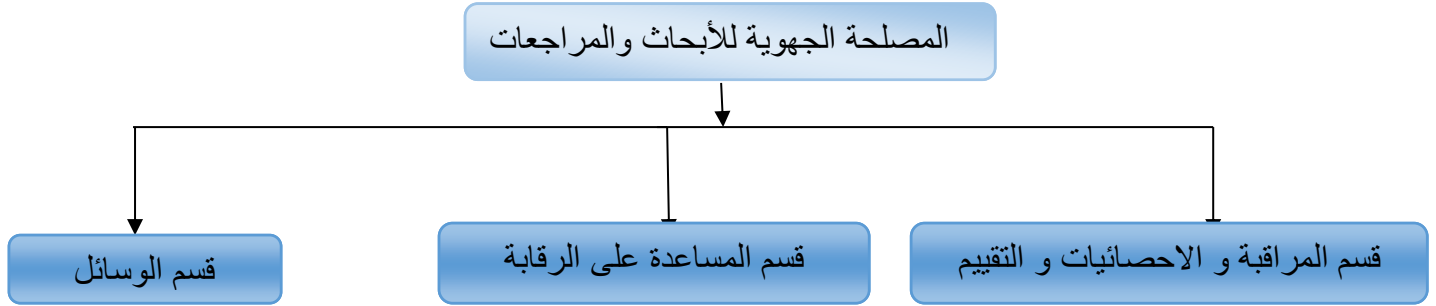 المصلحة الجهوية للأبحاث والمراجعات
قسم المراقبة و الاحصائيات و التقييم
قسم المساعدة على الرقابة
قسم الوسائل